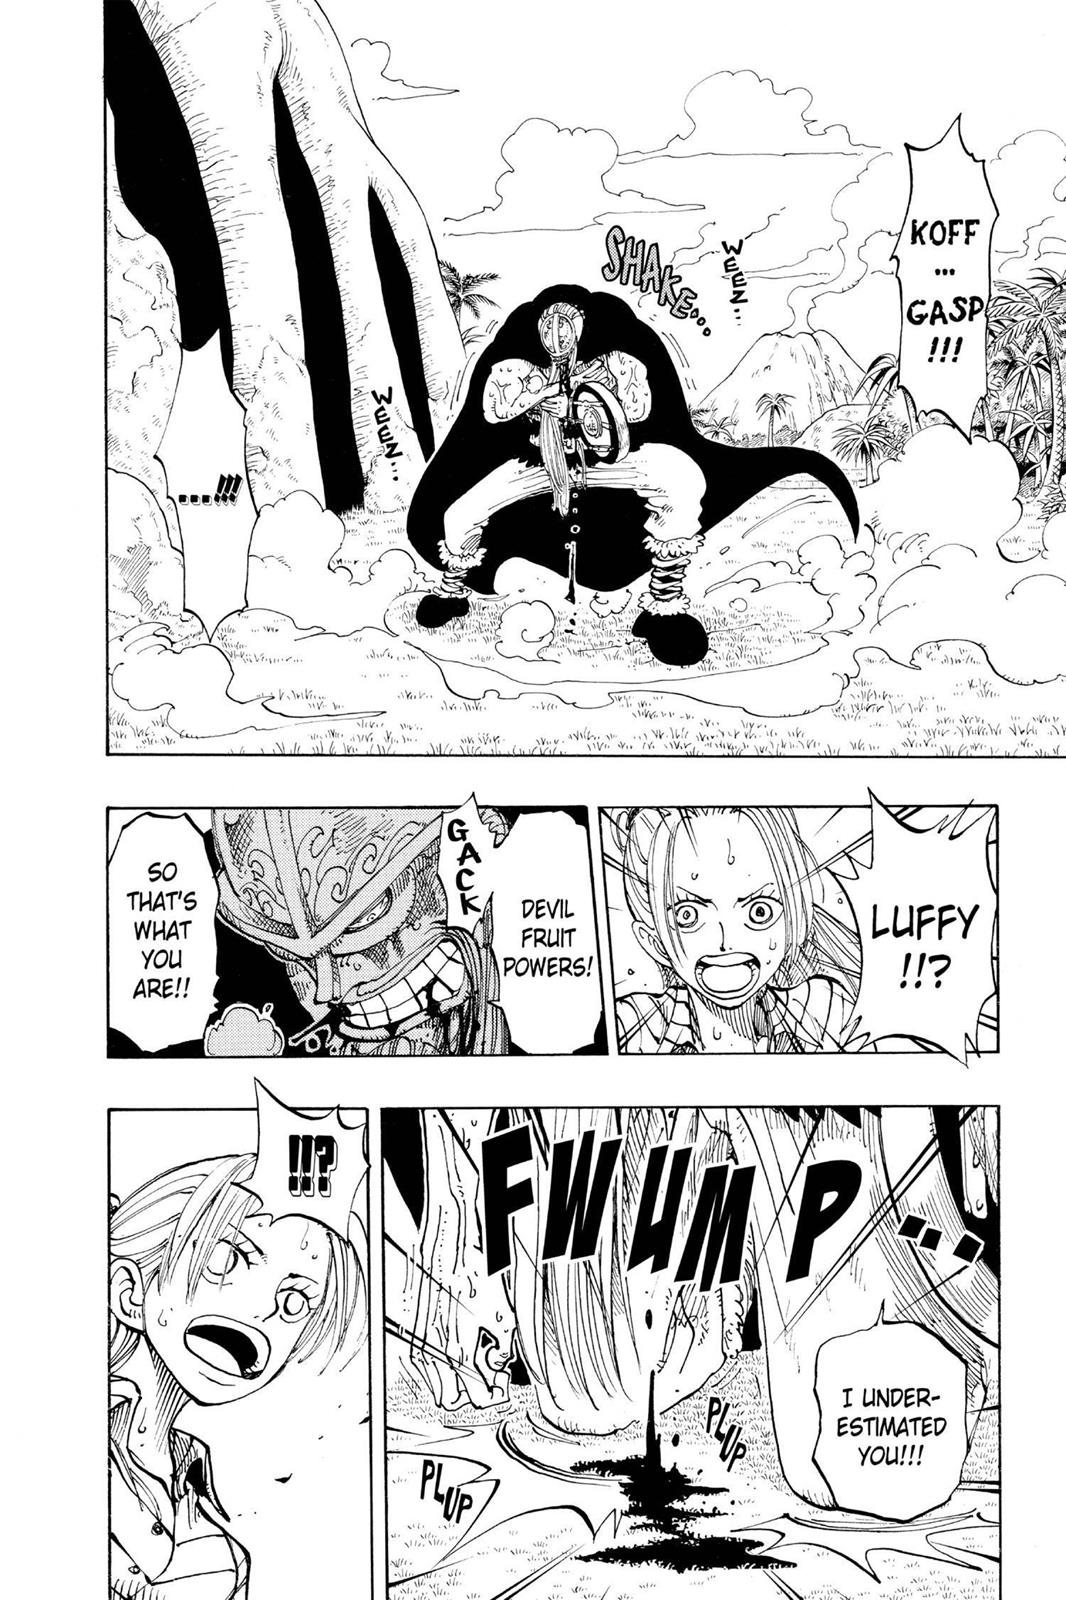 KOFF
...
GASP
!!!
SHAKE...
WEEZ...
WEEZ...
...!!!
LUFFY
!!?
DEVIL
FRUIT
POWERS!
GACK
SO
THAT'S
WHAT
YOU
ARE!!
FWUMP...
I UNDER-
ESTIMATED
YOU!!!
PLUP
PLUP
!!?